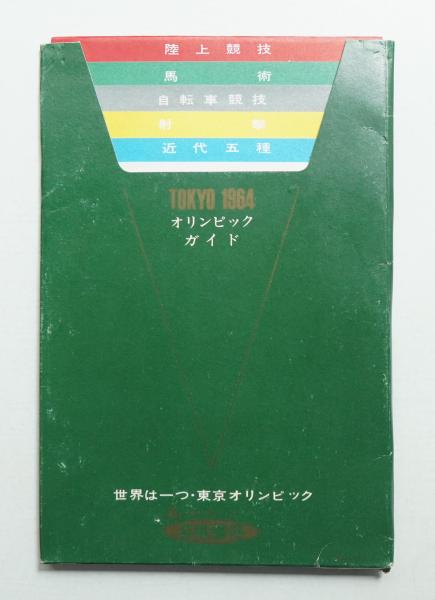 陸上競技
馬術
自転車競技
射撃
近代五種
TOKYO 1964
オリンピック
ガイド
世界は一つ・東京オリンピック